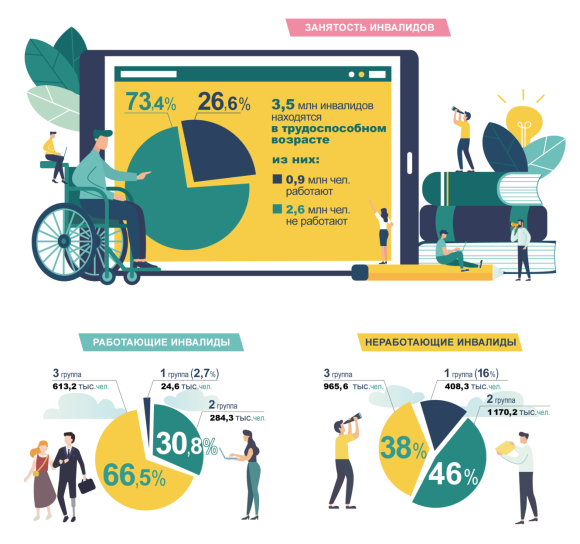 ЗАНЯТОСТЬ ИНВАЛИДОВ
73,4%
26,6%
3,5 млн инвалидов
находятся
в трудоспособном
возрасте
из них:
0,9 млн чел.
работают
2,6 млн чел.
не работают
РАБОТАЮЩИЕ ИНВАЛИДЫ
3 группа
613,2 тыс.чел.
1 группа (2,7%)
24,6 тыс.чел.
2 группа
284,3 тыс.чел.
30,8%
66,5%
НЕРАБОТАЮЩИЕ ИНВАЛИДЫ
3 группа
965,6 тыс.чел.
1 группа (16%)
408,3 тыс.чел.
2 группа
1170,2 тыс.чел.
38%
46%